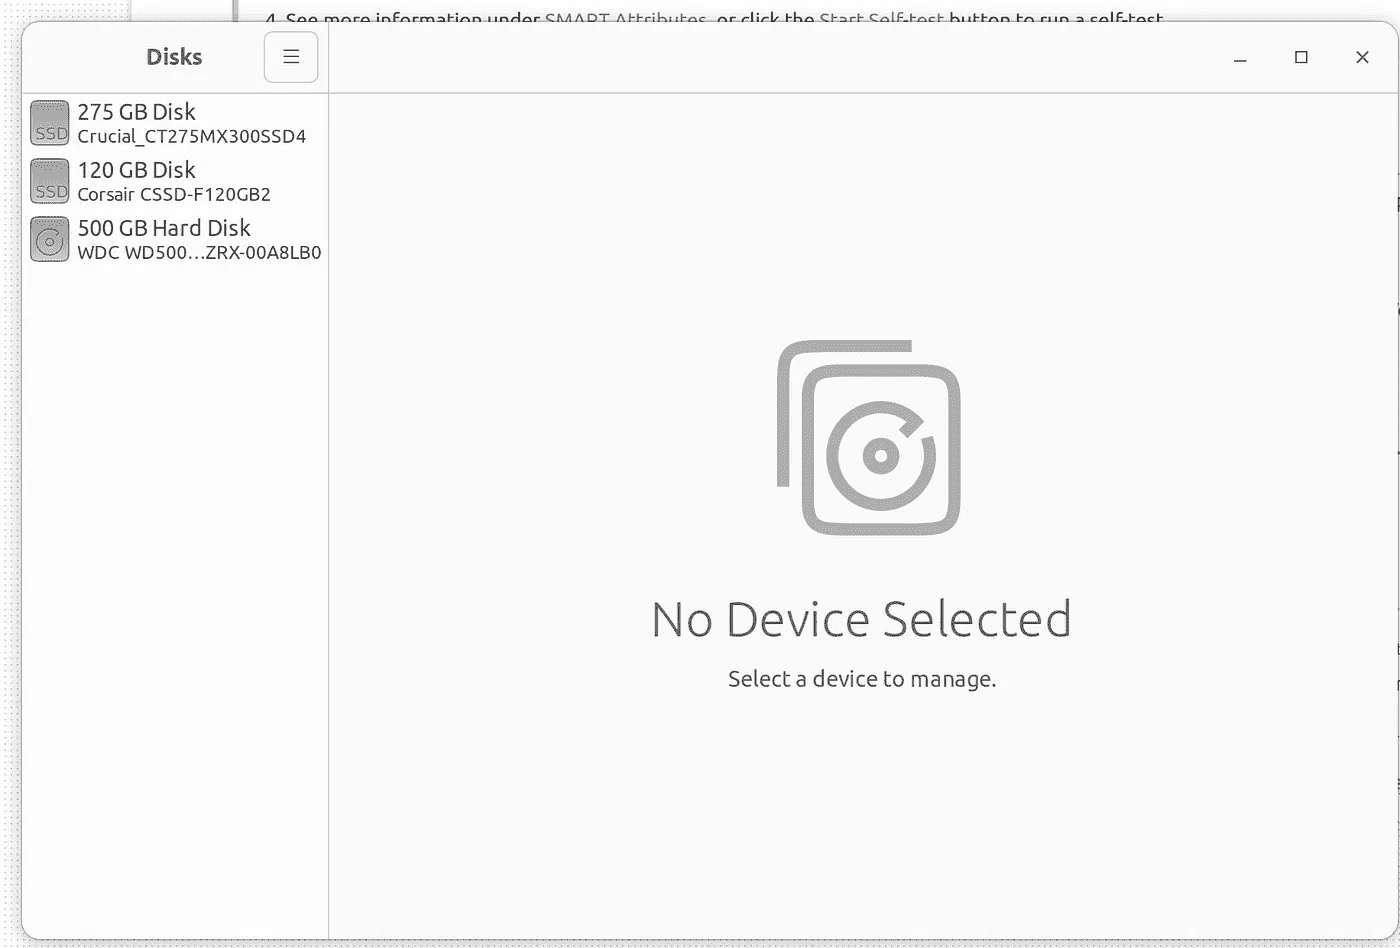 4. See more information under SMART Attributes, or click the Start Self-test button to run a self-test.
Disks
275 GB Disk
Crucial_CT275MX300SSD4
120 GB Disk
Corsair CSSD-F120GB2
500 GB Hard Disk
WDC WD500…ZRX-00A8LB0
SSD
SSD
No Device Selected
Select a device to manage.